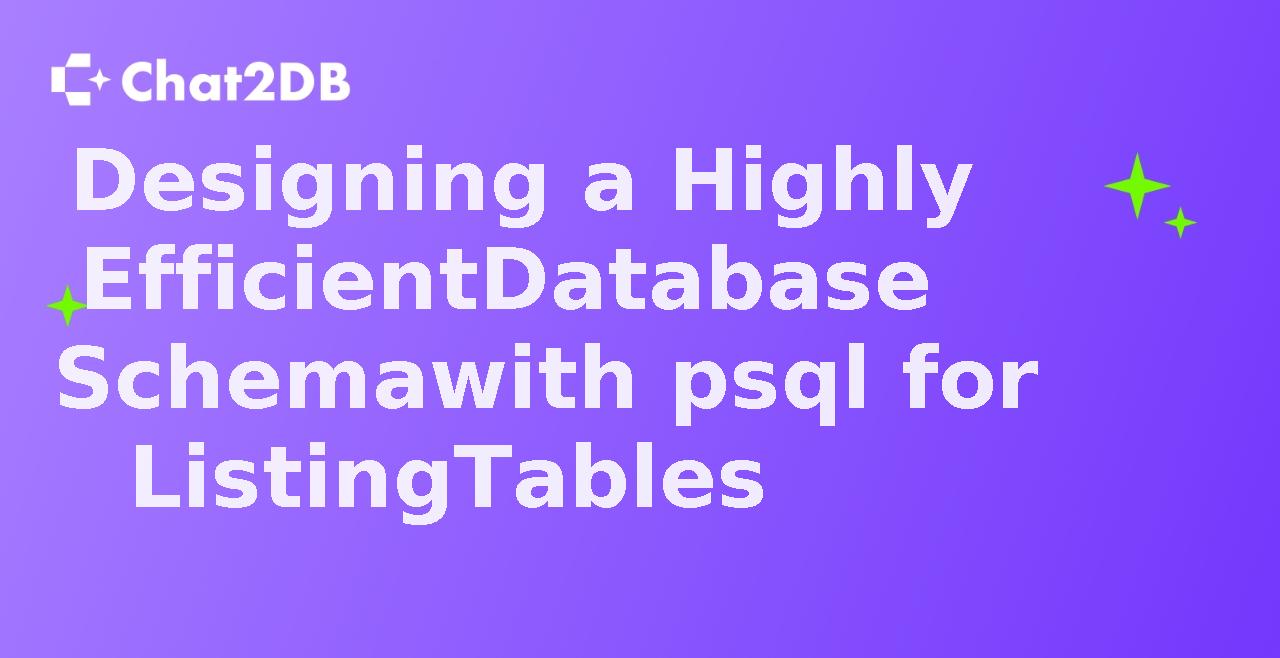 Chat2DB
Designing a Highly
EfficientDatabase
Schemawith psql for
ListingTables